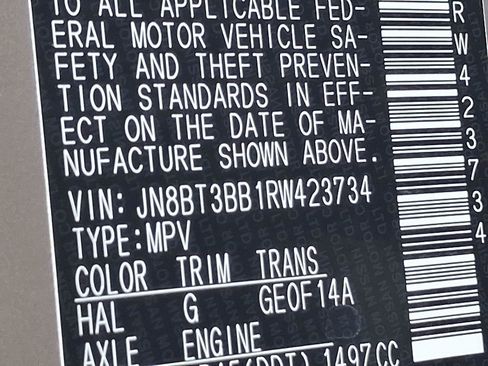 TO ALL APPLICABLE FED-
ERAL MOTOR VEHICLE SA-
FETY AND THEFT PREVEN-
TION STANDARDS IN EFF-
ECT ON THE DATE OF MA-
NUFACTURE SHOWN ABOVE.
VIN: JN8BT3BB1RW423734
TYPE:MPV
COLOR TRIM TRANS
HAL G GE0F14A
AXLE ENGINE
1497CC
RW423734